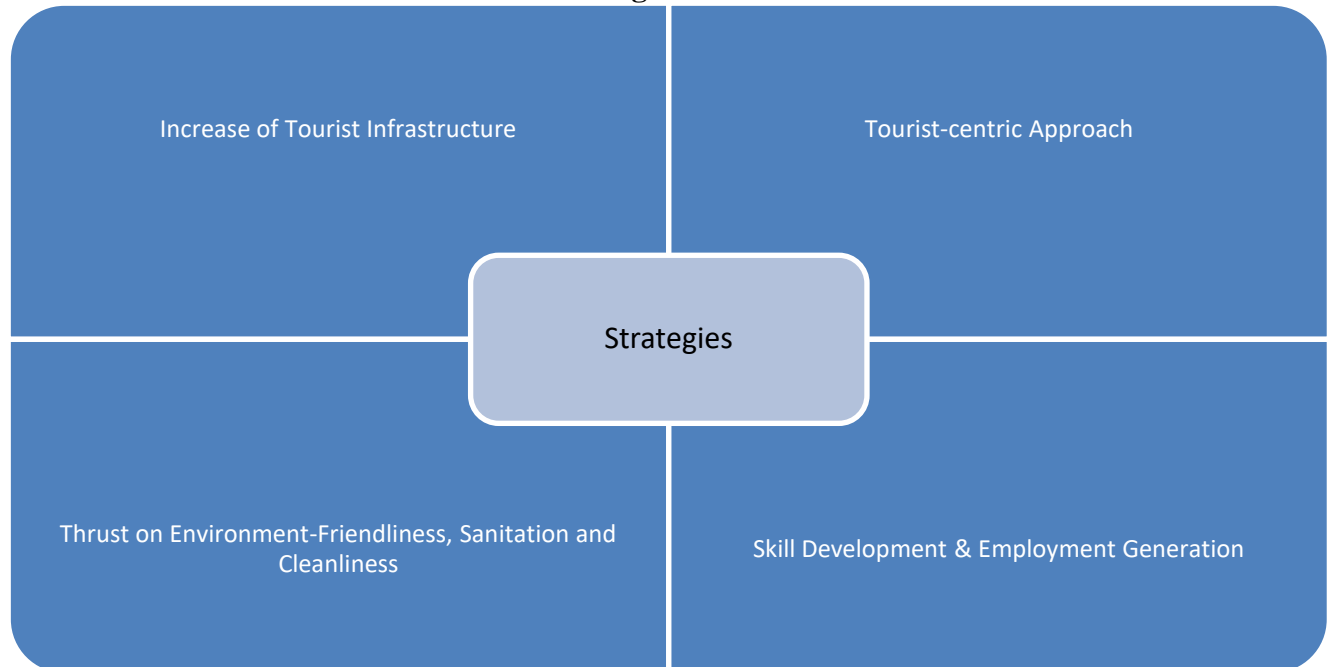 Increase of Tourist Infrastructure
Tourist-centric Approach
Strategies
Thrust on Environment-Friendliness, Sanitation and
Cleanliness
Skill Development & Employment Generation